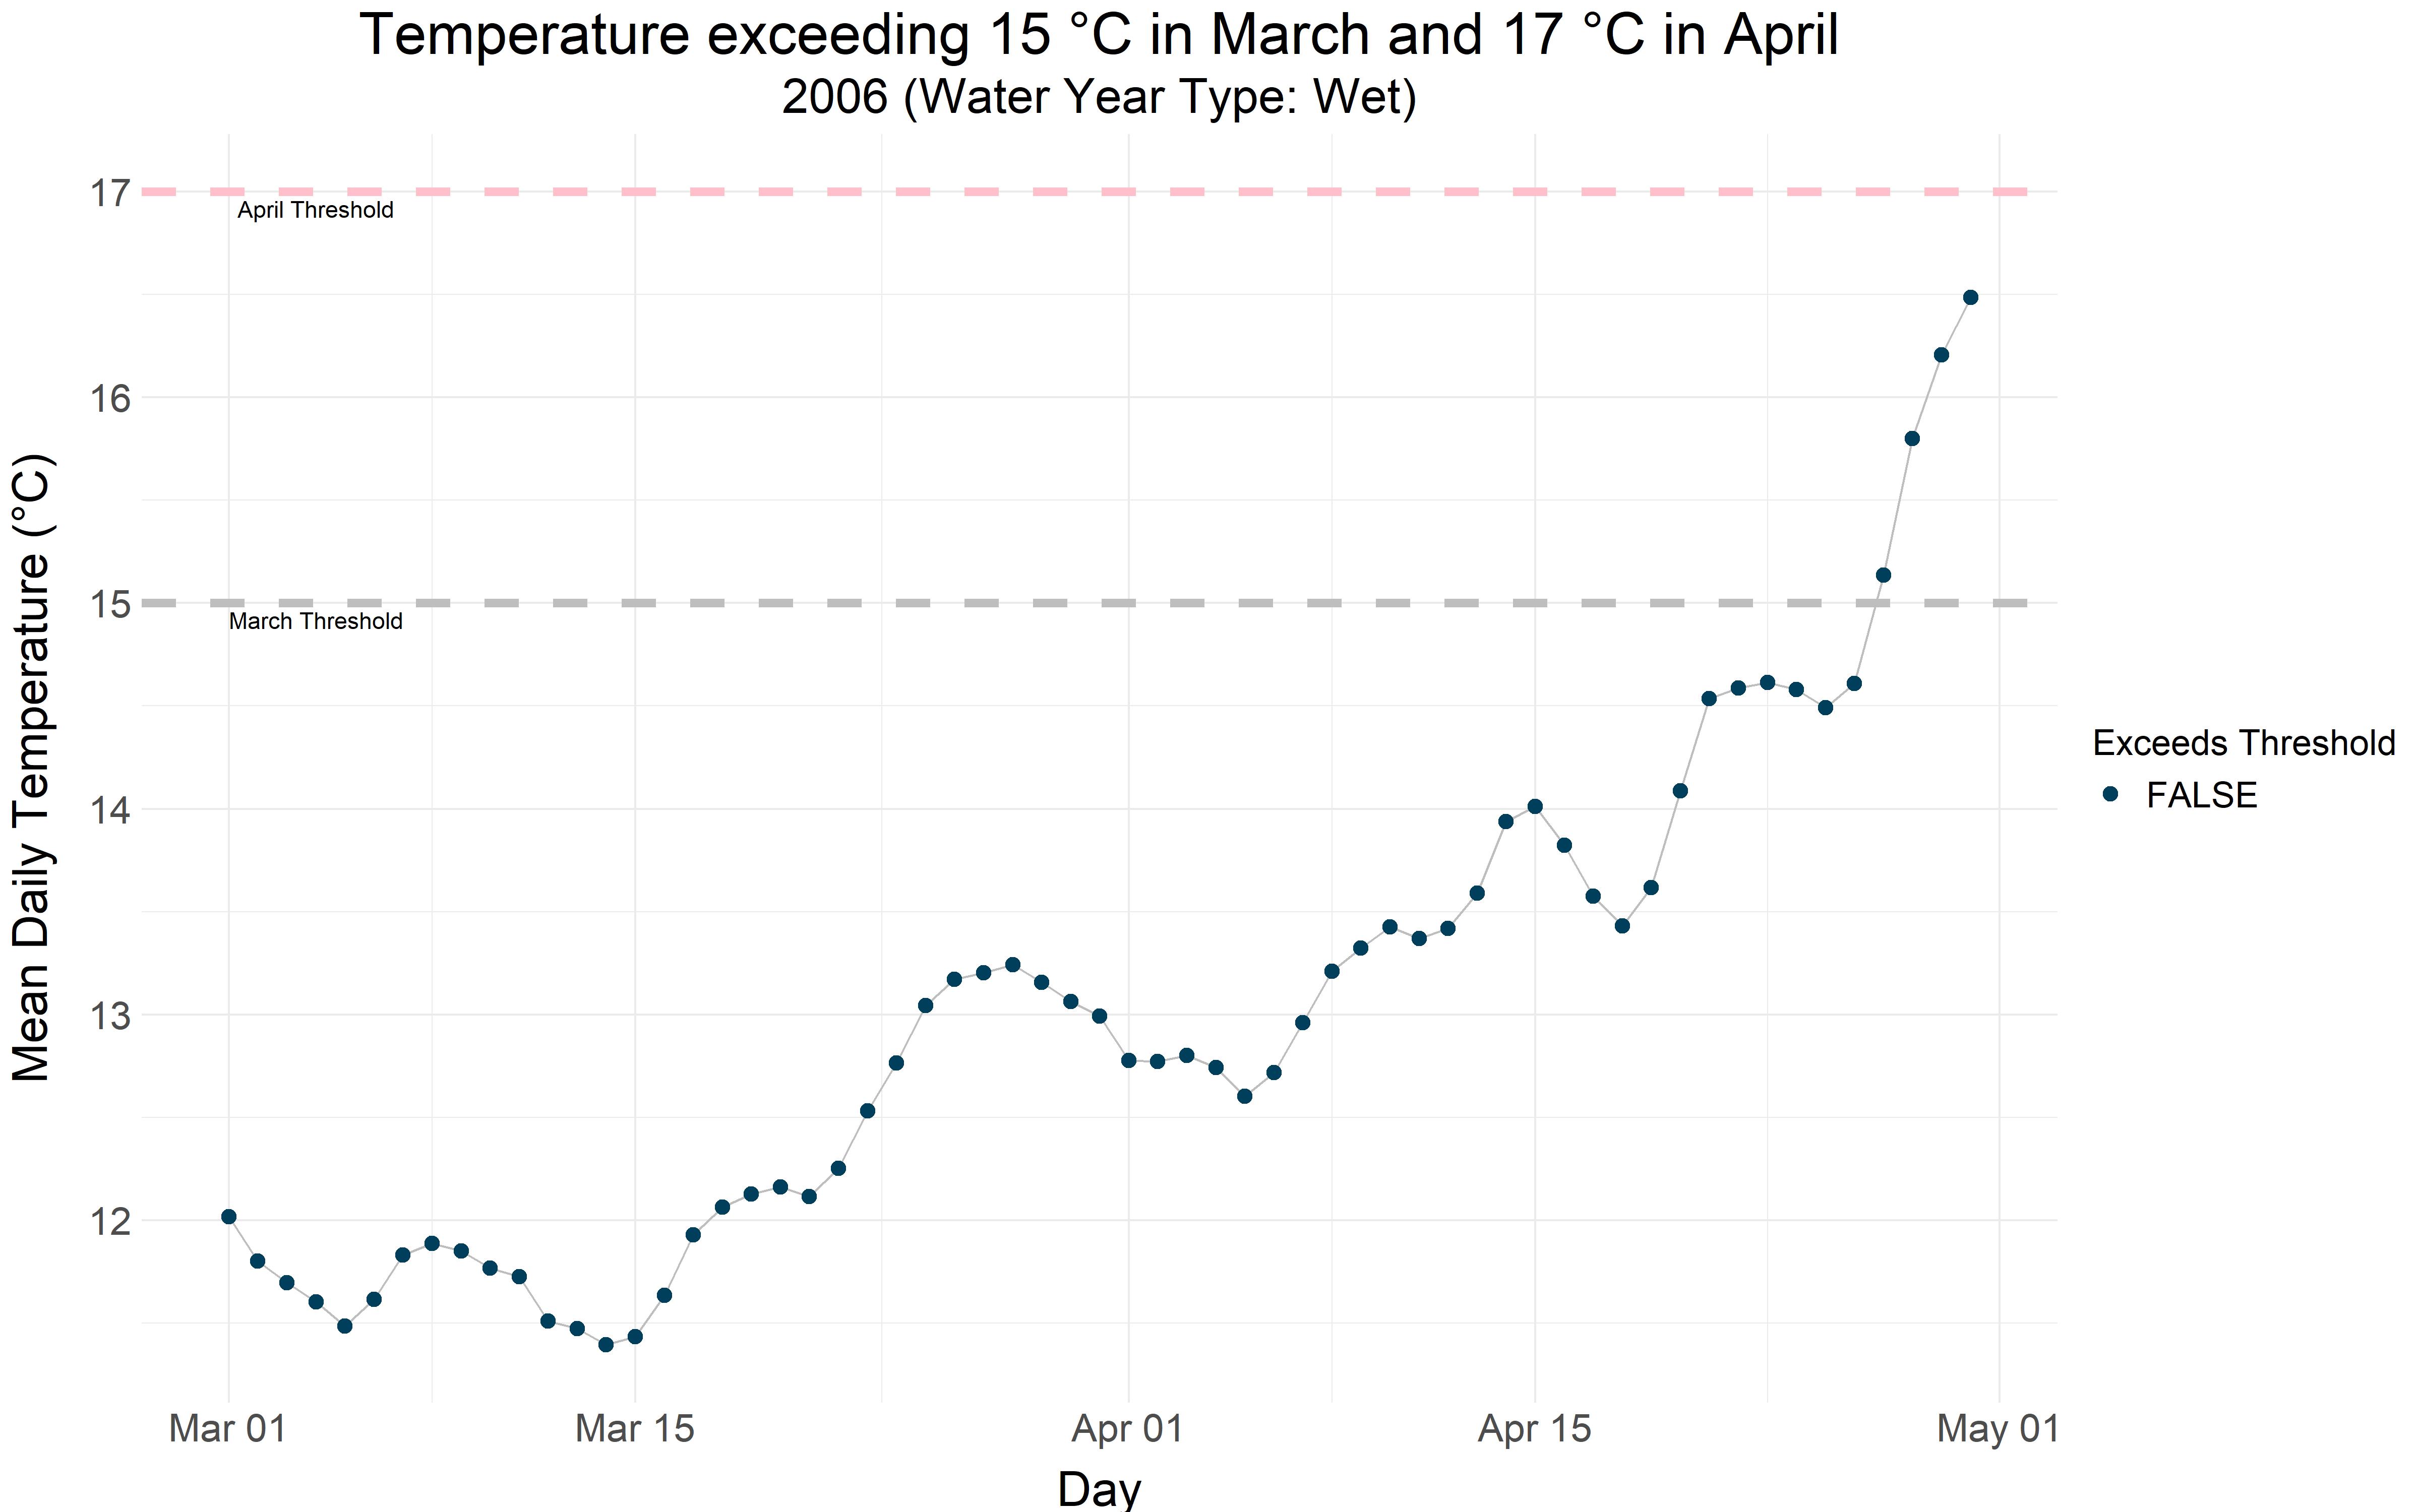 Temperature exceeding 15 °C in March and 17 °C in April
2006 (Water Year Type: Wet)
Mean Daily Temperature (°C)
17
April Threshold
16
15
March Threshold
14
13
12
Exceeds Threshold
FALSE
Mar 01
Mar 15
Apr 01
Apr 15
May 01
Day